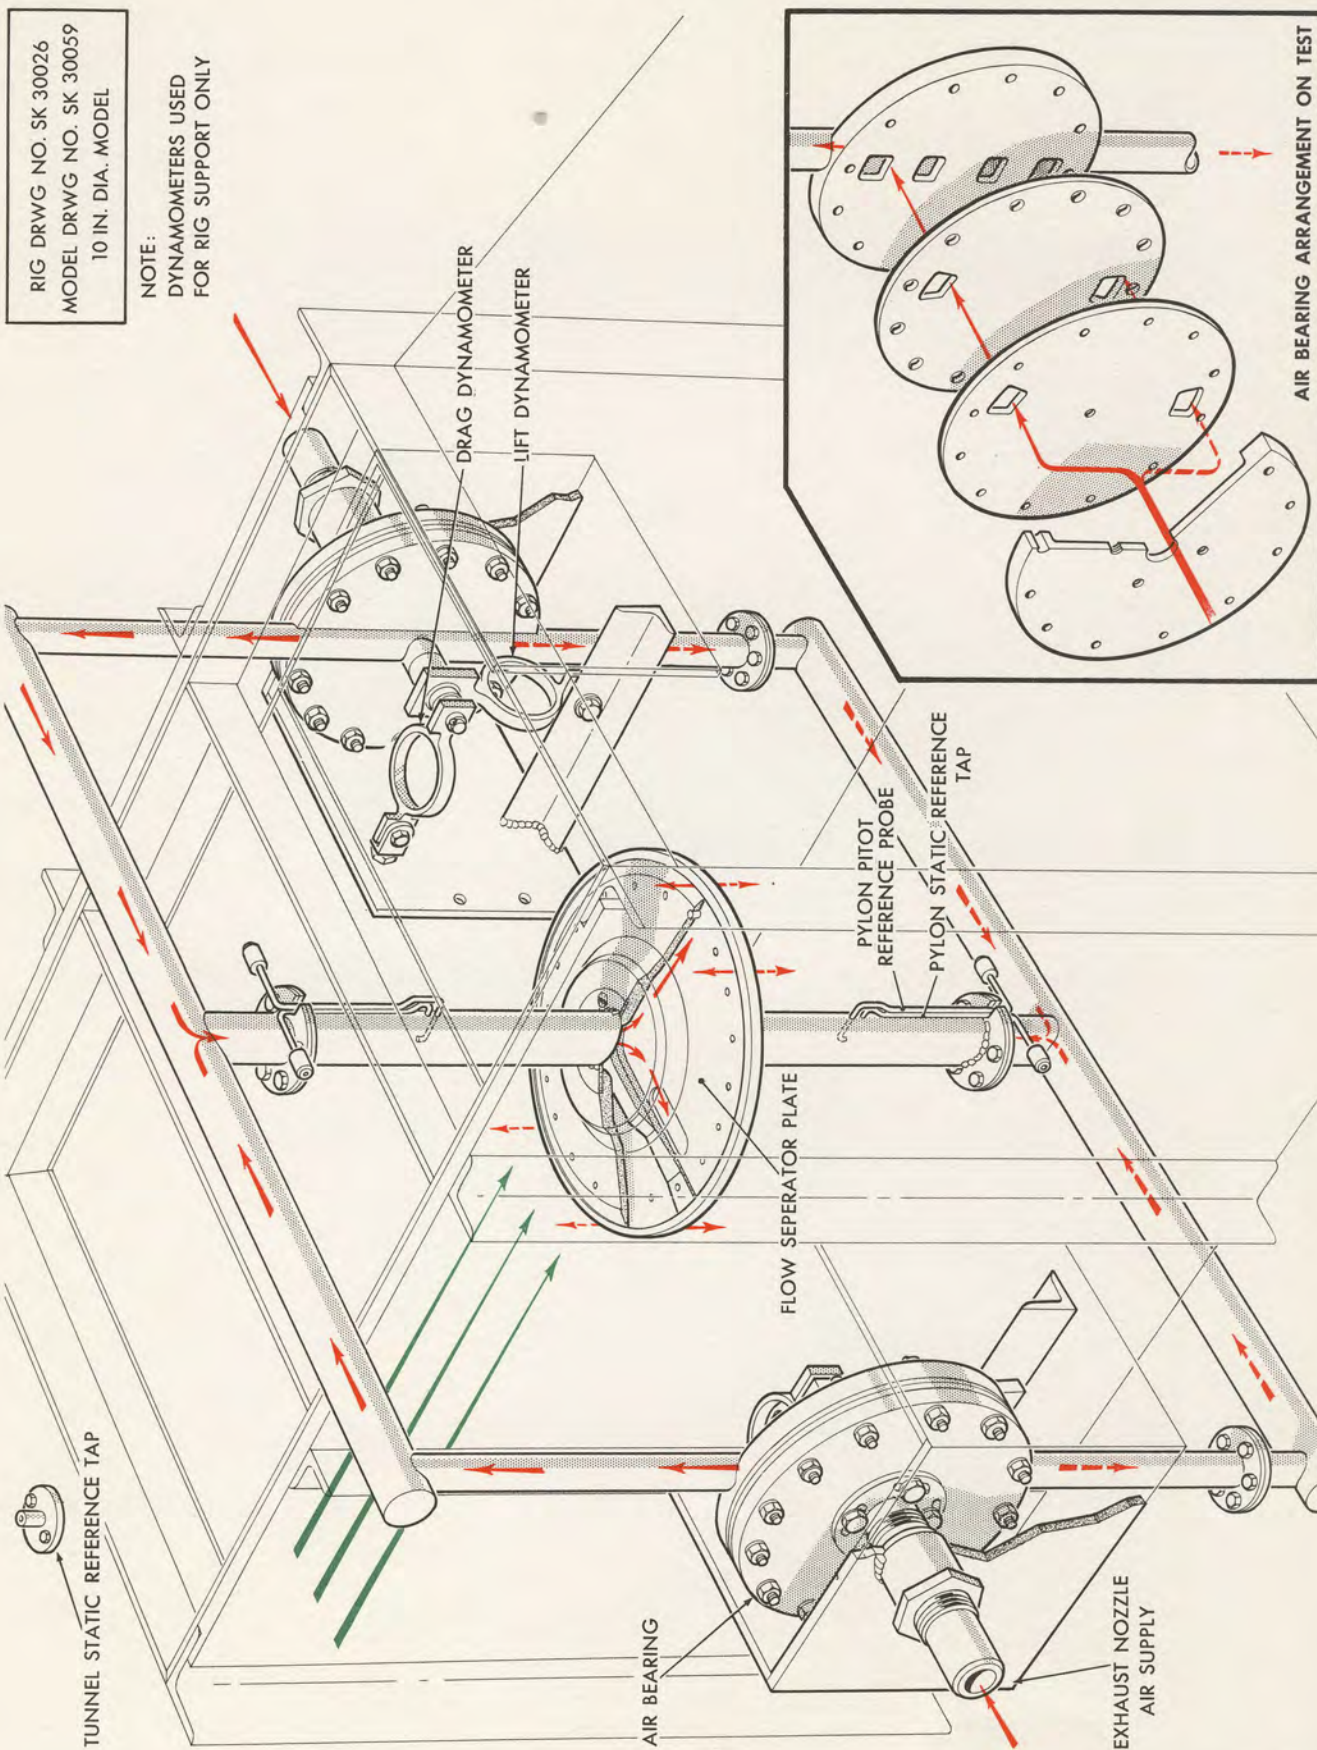 RIG DRWG NO. SK 30026
MODEL DRWG NO. SK 30059
10 IN. DIA. MODEL
NOTE:
DYNAMOMETERS USED
FOR RIG SUPPORT ONLY
TUNNEL STATIC REFERENCE TAP
DRAG DYNAMOMETER
LIFT DYNAMOMETER
PYLON PITOT
REFERENCE PROBE
PYLON STATIC REFERENCE
TAP
FLOW SEPERATOR PLATE
AIR BEARING
EXHAUST NOZZLE
AIR SUPPLY
AIR BEARING ARRANGEMENT ON TEST